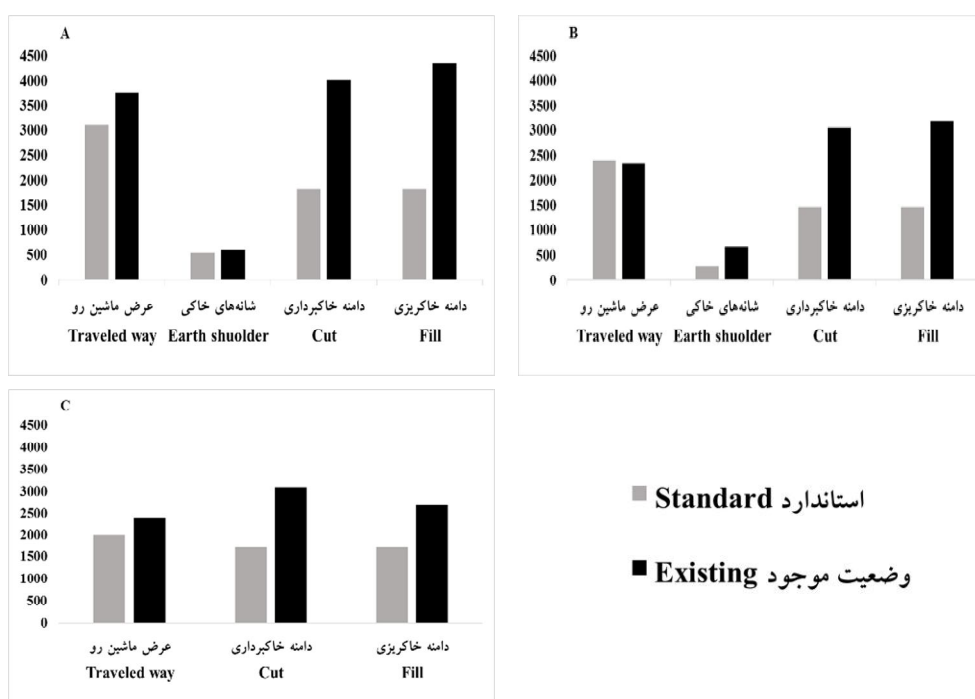 A
4500
4000
3500
3000
2500
2000
1500
1000
500
0
عرض ماشین رو
شانه‌های خاکی
دامنه خاکبرداری
دامنه خاکریزی
Traveled way
Earth shuolder
Cut
Fill
B
4500
4000
3500
3000
2500
2000
1500
1000
500
0
عرض ماشین رو
شانه‌های خاکی
دامنه خاکبرداری
دامنه خاکریزی
Traveled way
Earth shuolder
Cut
Fill
C
4500
4000
3500
3000
2500
2000
1500
1000
500
0
عرض ماشین رو
دامنه خاکبرداری
دامنه خاکریزی
Traveled way
Cut
Fill
Standard استاندارد
Existing وضعیت موجود